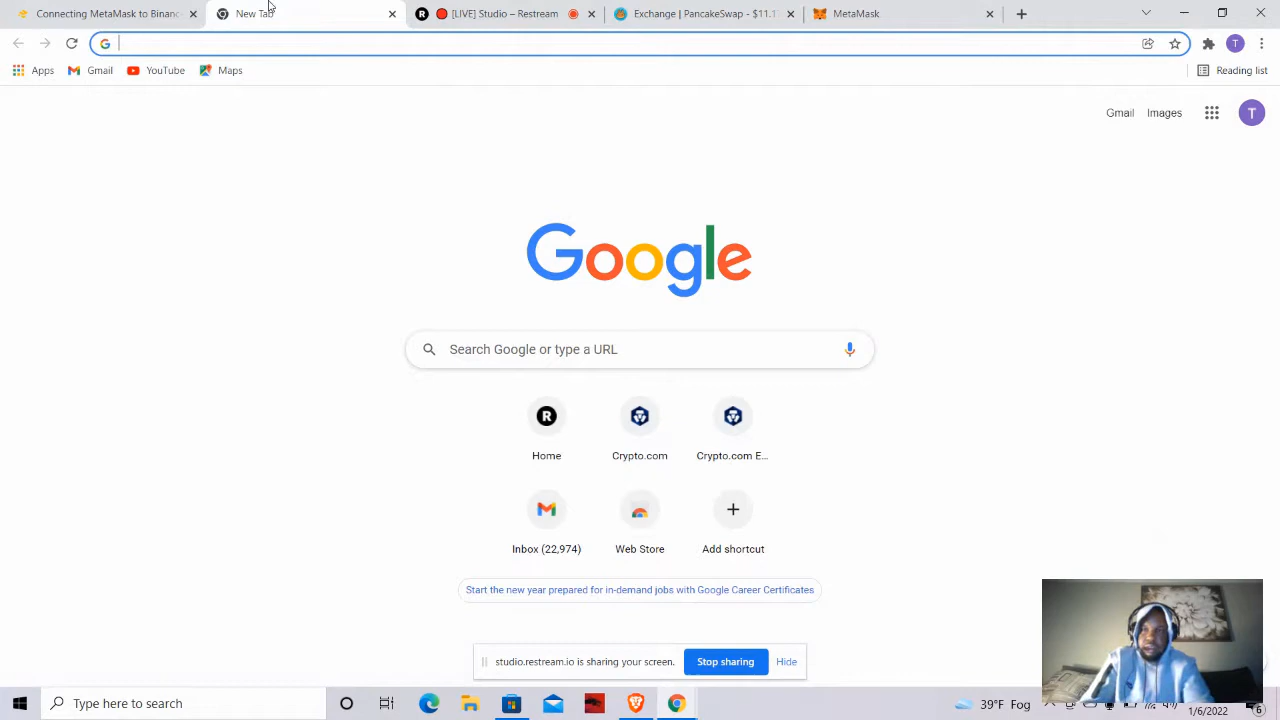 Connecting MetaMask to Binanc
New Tab
[LIVE] Studio – Restream
Exchange | PancakeSwap - $11.1
MetaMask
Apps
Gmail
YouTube
Maps
Reading list
T
Gmail
Images
T
Google
Search Google or type a URL
R
Home
Crypto.com
Crypto.com E...
Inbox (22,974)
Web Store
Add shortcut
Start the new year prepared for in-demand jobs with Google Career Certificates
studio.restream.io is sharing your screen.
Stop sharing
Hide
Type here to search
39°F Fog
1/6/2022